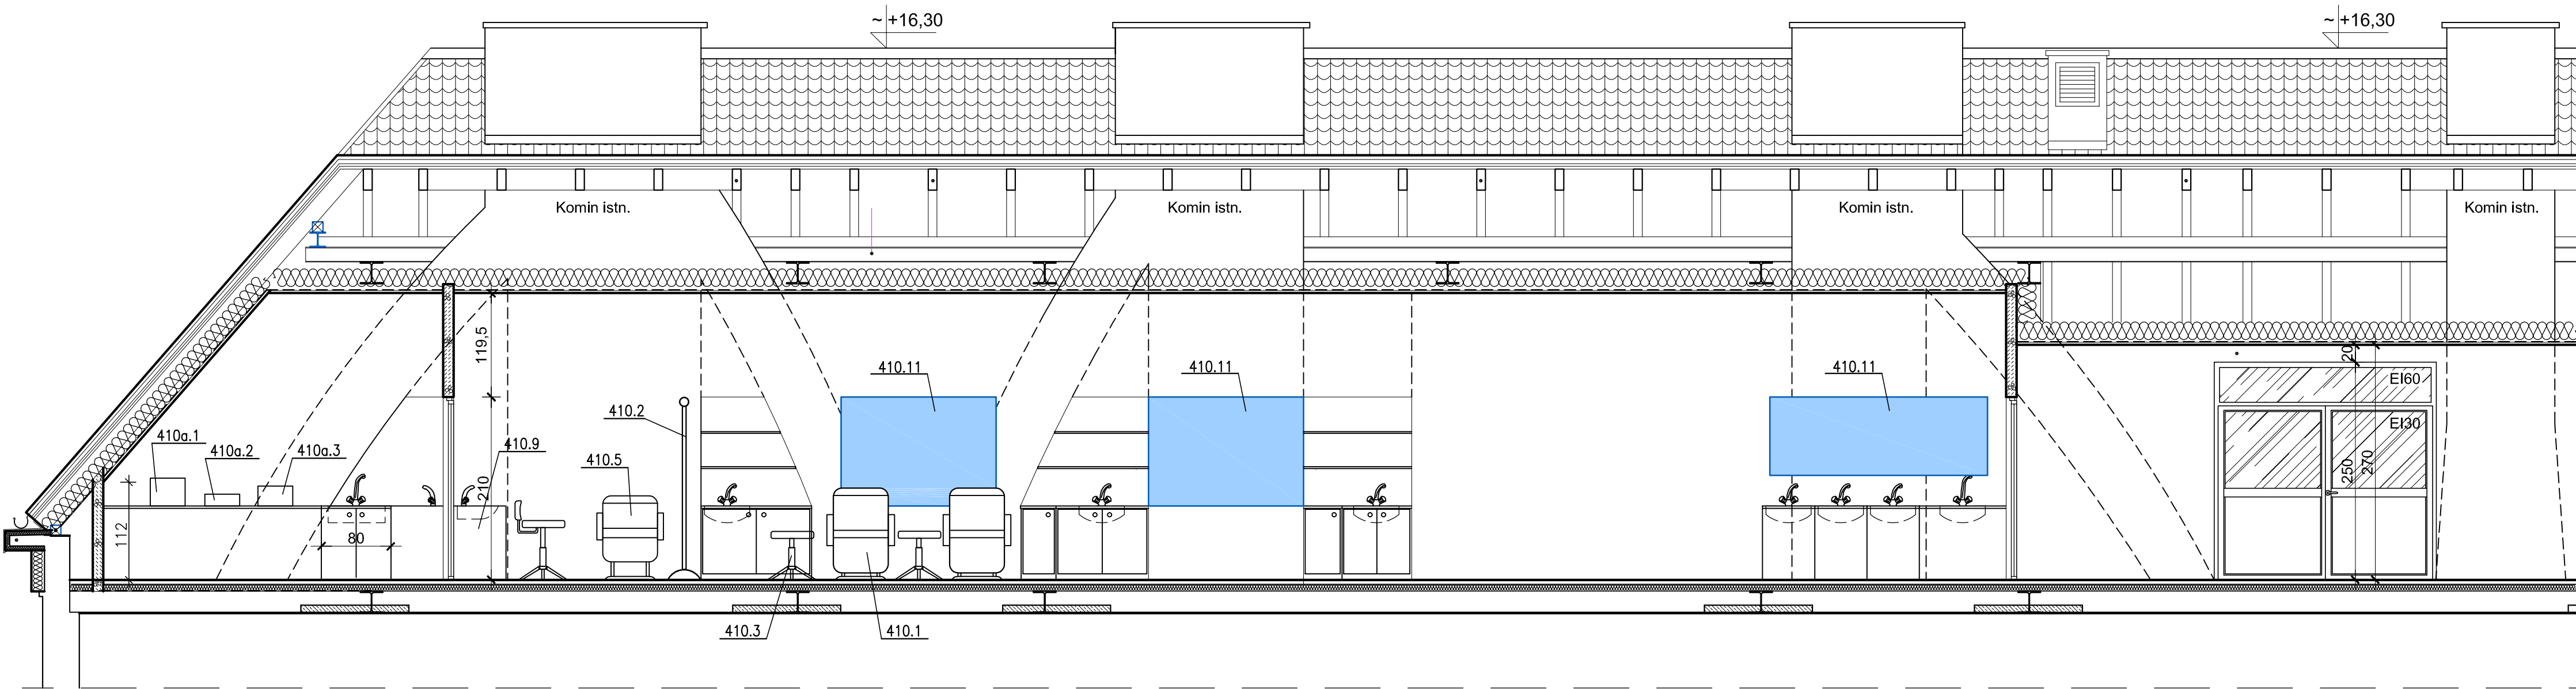 ~ +16,30
~ +16,30
Komin istn.
Komin istn.
Komin istn.
Komin istn.
119,5
20
410.11
410.11
410.11
EI60
410.2
EI30
410a.1
410a.2
410a.3
410.9
410.5
210
250
270
112
80
410.3
410.1